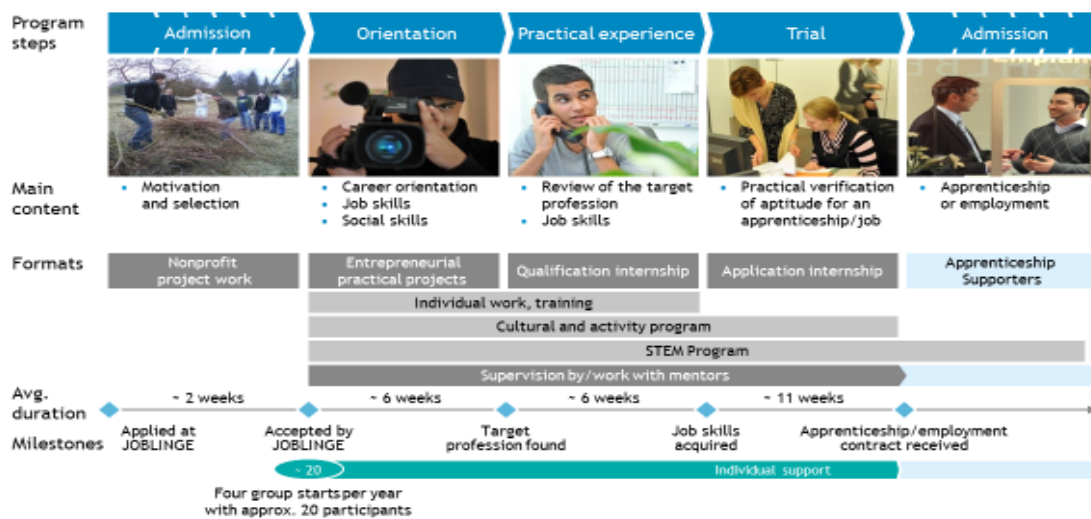 Program
steps
Admission
Orientation
Practical experience
Trial
Admission
Main
content
• Motivation
and selection
• Career orientation
• Job skills
• Social skills
• Review of the target
profession
• Job skills
• Practical verification
of aptitude for an
apprenticeship/job
• Apprenticeship
or employment
Formats
Nonprofit
project work
Entrepreneurial
practical projects
Qualification internship
Application internship
Apprenticeship
Supporters
Individual work, training
Cultural and activity program
STEM Program
Supervision by/work with mentors
Avg.
duration
~ 2 weeks
~ 6 weeks
~ 6 weeks
~ 11 weeks
Milestones
Applied at
JOBLINGE
Accepted by
JOBLINGE
Target
profession found
Job skills
acquired
Apprenticeship/employment
contract received
~ 20
Individual support
Four group starts per year
with approx. 20 participants